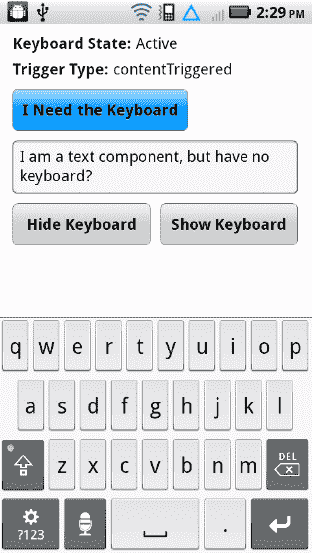 2:29 PM
Keyboard State: Active
Trigger Type: contentTriggered
I Need the Keyboard
I am a text component, but have no
keyboard?
Hide Keyboard Show Keyboard
q w e r t y u i o p
a s d f g h j k l
z x c v b n m DEL
?123 .